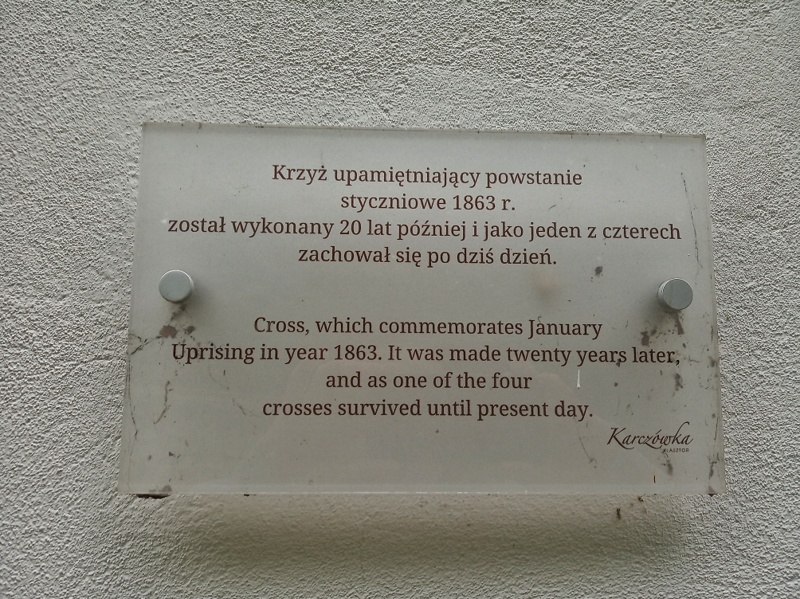 Krzyż upamiętniający powstanie
styczniowe 1863 r.
został wykonany 20 lat później i jako jeden z czterech
zachował się po dziś dzień.
Cross, which commemorates January
Uprising in year 1863. It was made twenty years later,
and as one of the four
crosses survived until present day.
Karczówka